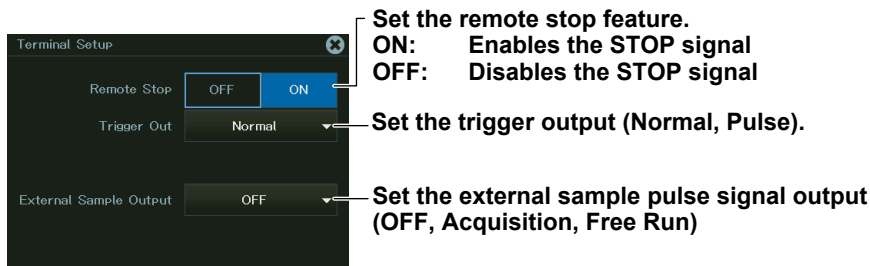 Terminal Setup
Remote Stop OFF ON
Trigger Out Normal
External Sample Output OFF
Set the remote stop feature.
ON: Enables the STOP signal
OFF: Disables the STOP signal
Set the trigger output (Normal, Pulse).
Set the external sample pulse signal output
(OFF, Acquisition, Free Run)